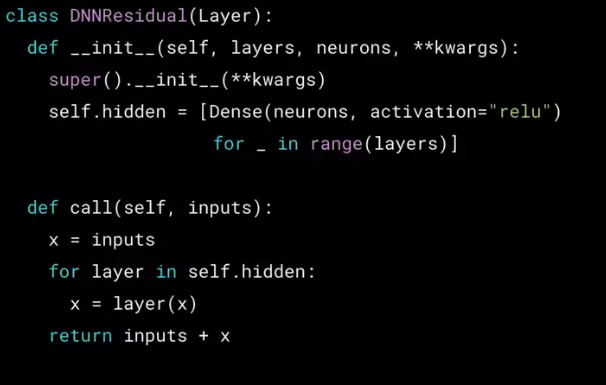 class DNNResidual(Layer):
  def __init__(self, layers, neurons, **kwargs):
    super().__init__(**kwargs)
    self.hidden = [Dense(neurons, activation="relu")
                   for _ in range(layers)]

  def call(self, inputs):
    x = inputs
    for layer in self.hidden:
      x = layer(x)
    return inputs + x